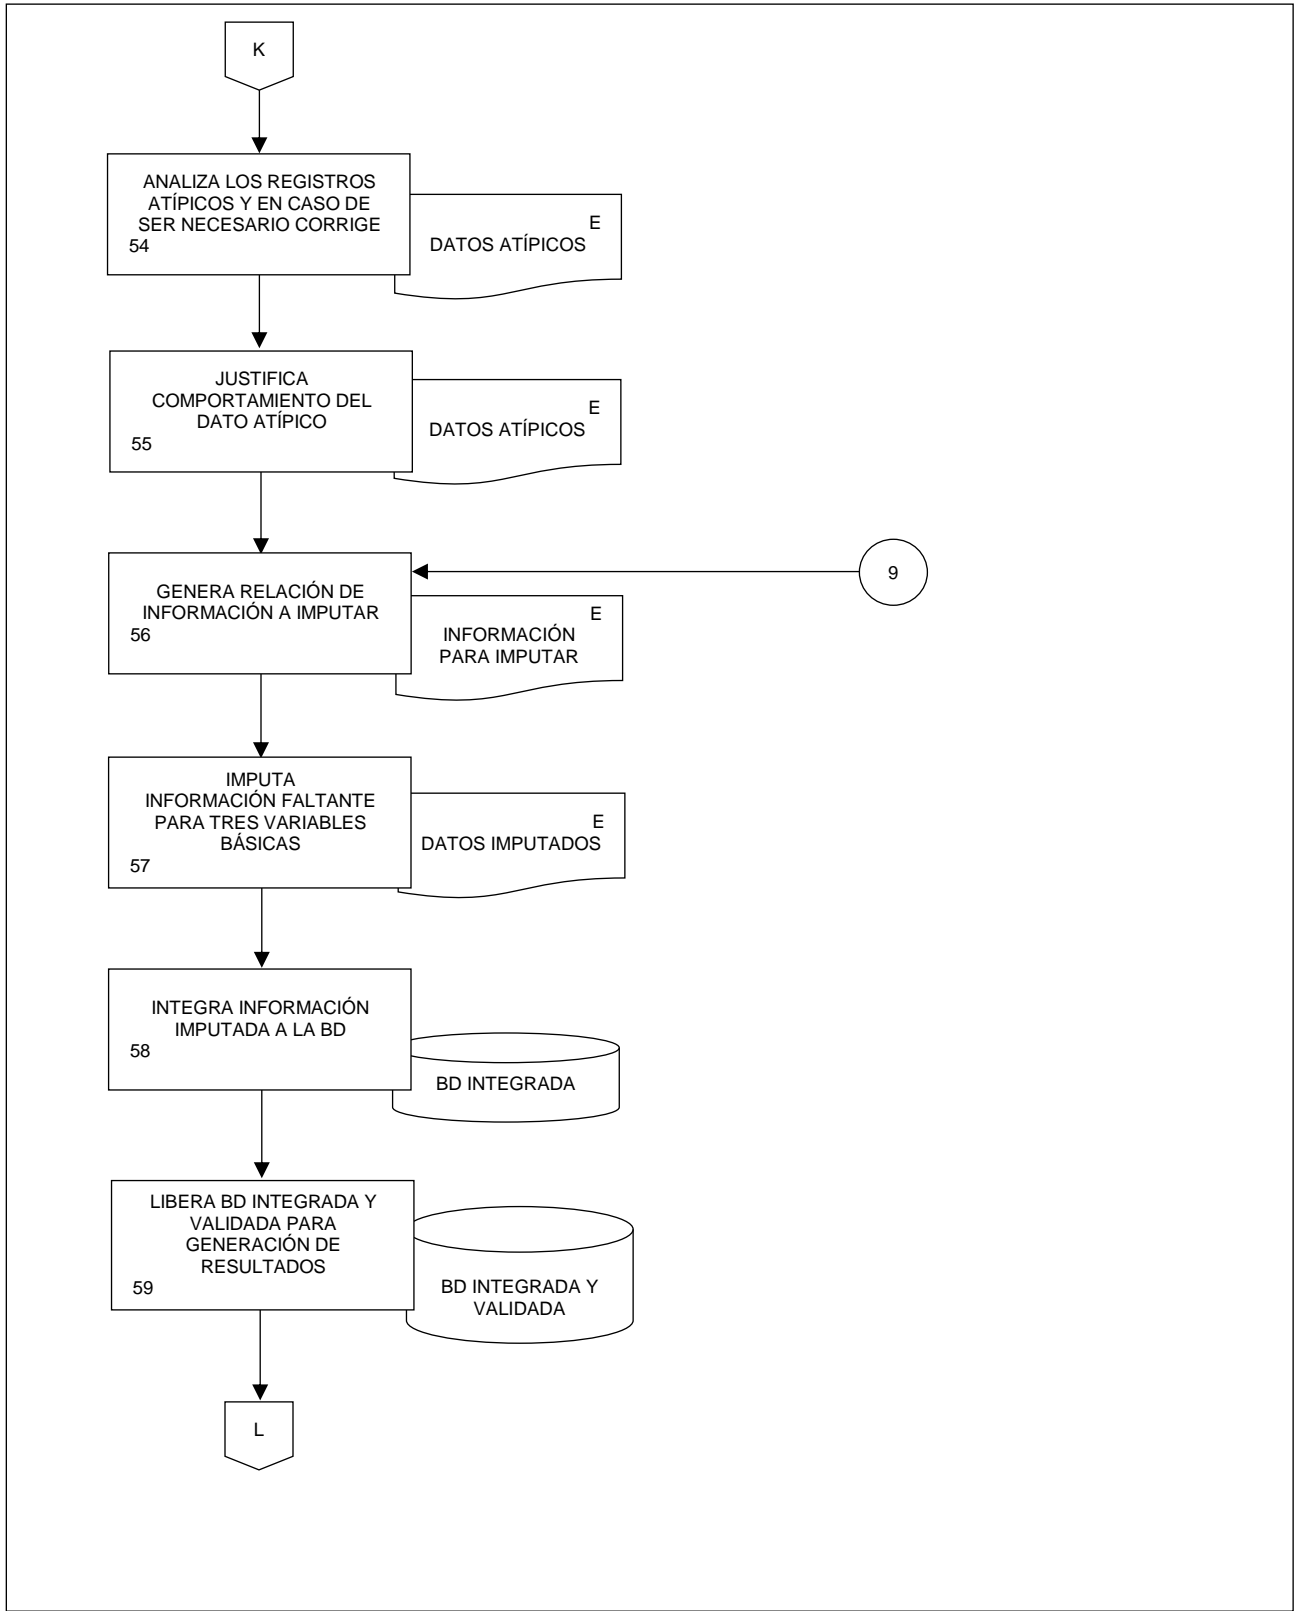 K
ANALIZA LOS REGISTROS
ATÍPICOS Y EN CASO DE
SER NECESARIO CORRIGE
54
E
DATOS ATÍPICOS
JUSTIFICA
COMPORTAMIENTO DEL
DATO ATÍPICO
55
E
DATOS ATÍPICOS
9
GENERA RELACIÓN DE
INFORMACIÓN A IMPUTAR
56
E
INFORMACIÓN
PARA IMPUTAR
IMPUTA
INFORMACIÓN FALTANTE
PARA TRES VARIABLES
BÁSICAS
57
E
DATOS IMPUTADOS
INTEGRA INFORMACIÓN
IMPUTADA A LA BD
58
BD INTEGRADA
LIBERA BD INTEGRADA Y
VALIDADA PARA
GENERACIÓN DE
RESULTADOS
59
BD INTEGRADA Y
VALIDADA
L